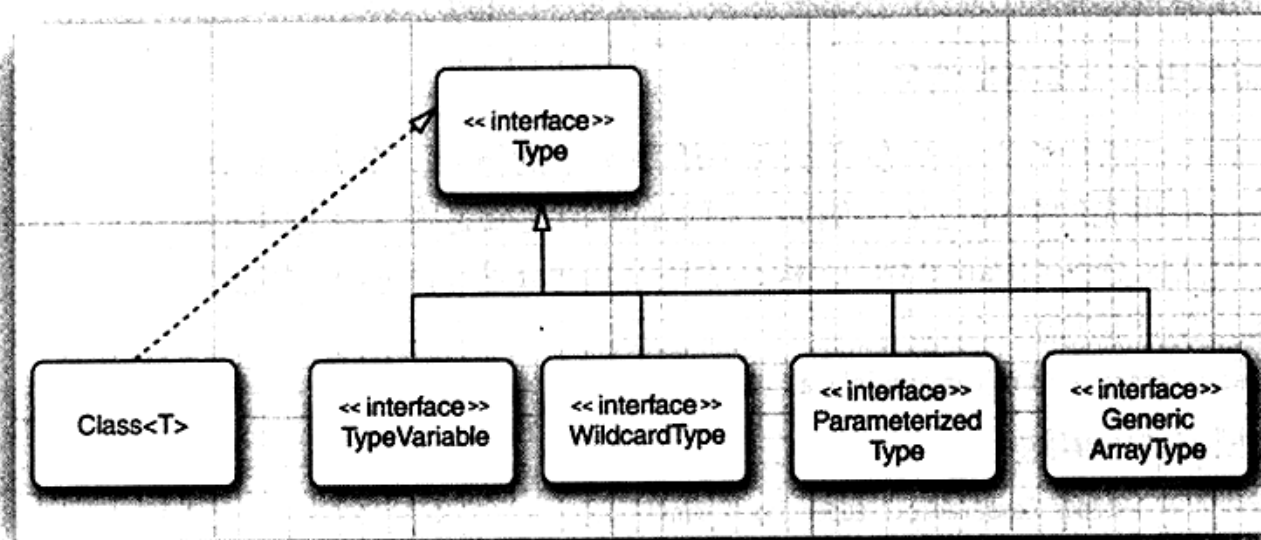 << interface>>
Type
Class<T>
<< interface>>
TypeVariable
<< interface>>
WildcardType
<< interface>>
Parameterized
Type
<< interface>>
Generic
ArrayType